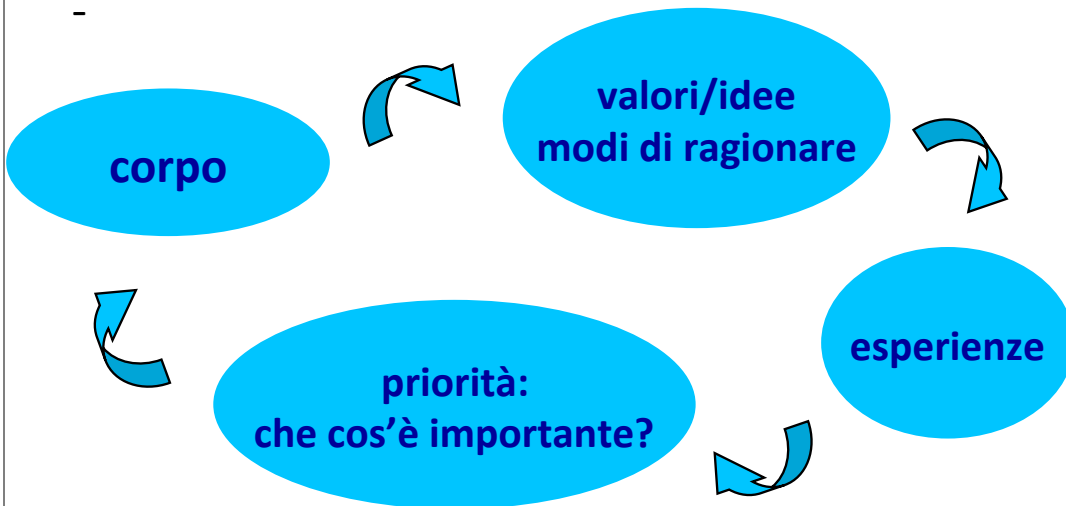 -
corpo
valori/idee
modi di ragionare
esperienze
priorità:
che cos’è importante?